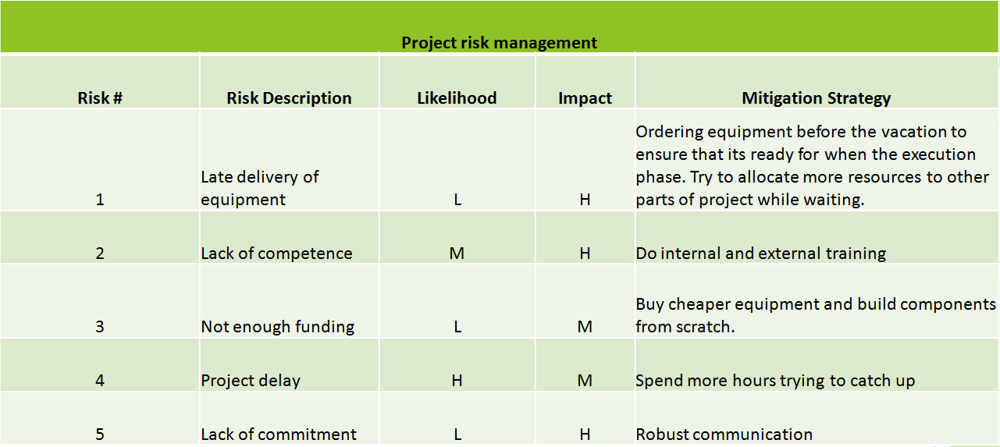 Project risk management
Risk # Risk Description Likelihood Impact Mitigation Strategy
Ordering equipment before the vacation to
ensure that its ready for when the execution
Late delivery of phase. Try to allocate more resources to other
1 equipment L H parts of project while waiting.
2 Lack of competence M H Do internal and external training
Buy cheaper equipment and build components
3 Not enough funding L M from scratch.
4 Project delay H M Spend more hours trying to catch up
5 Lack of commitment L H Robust communication